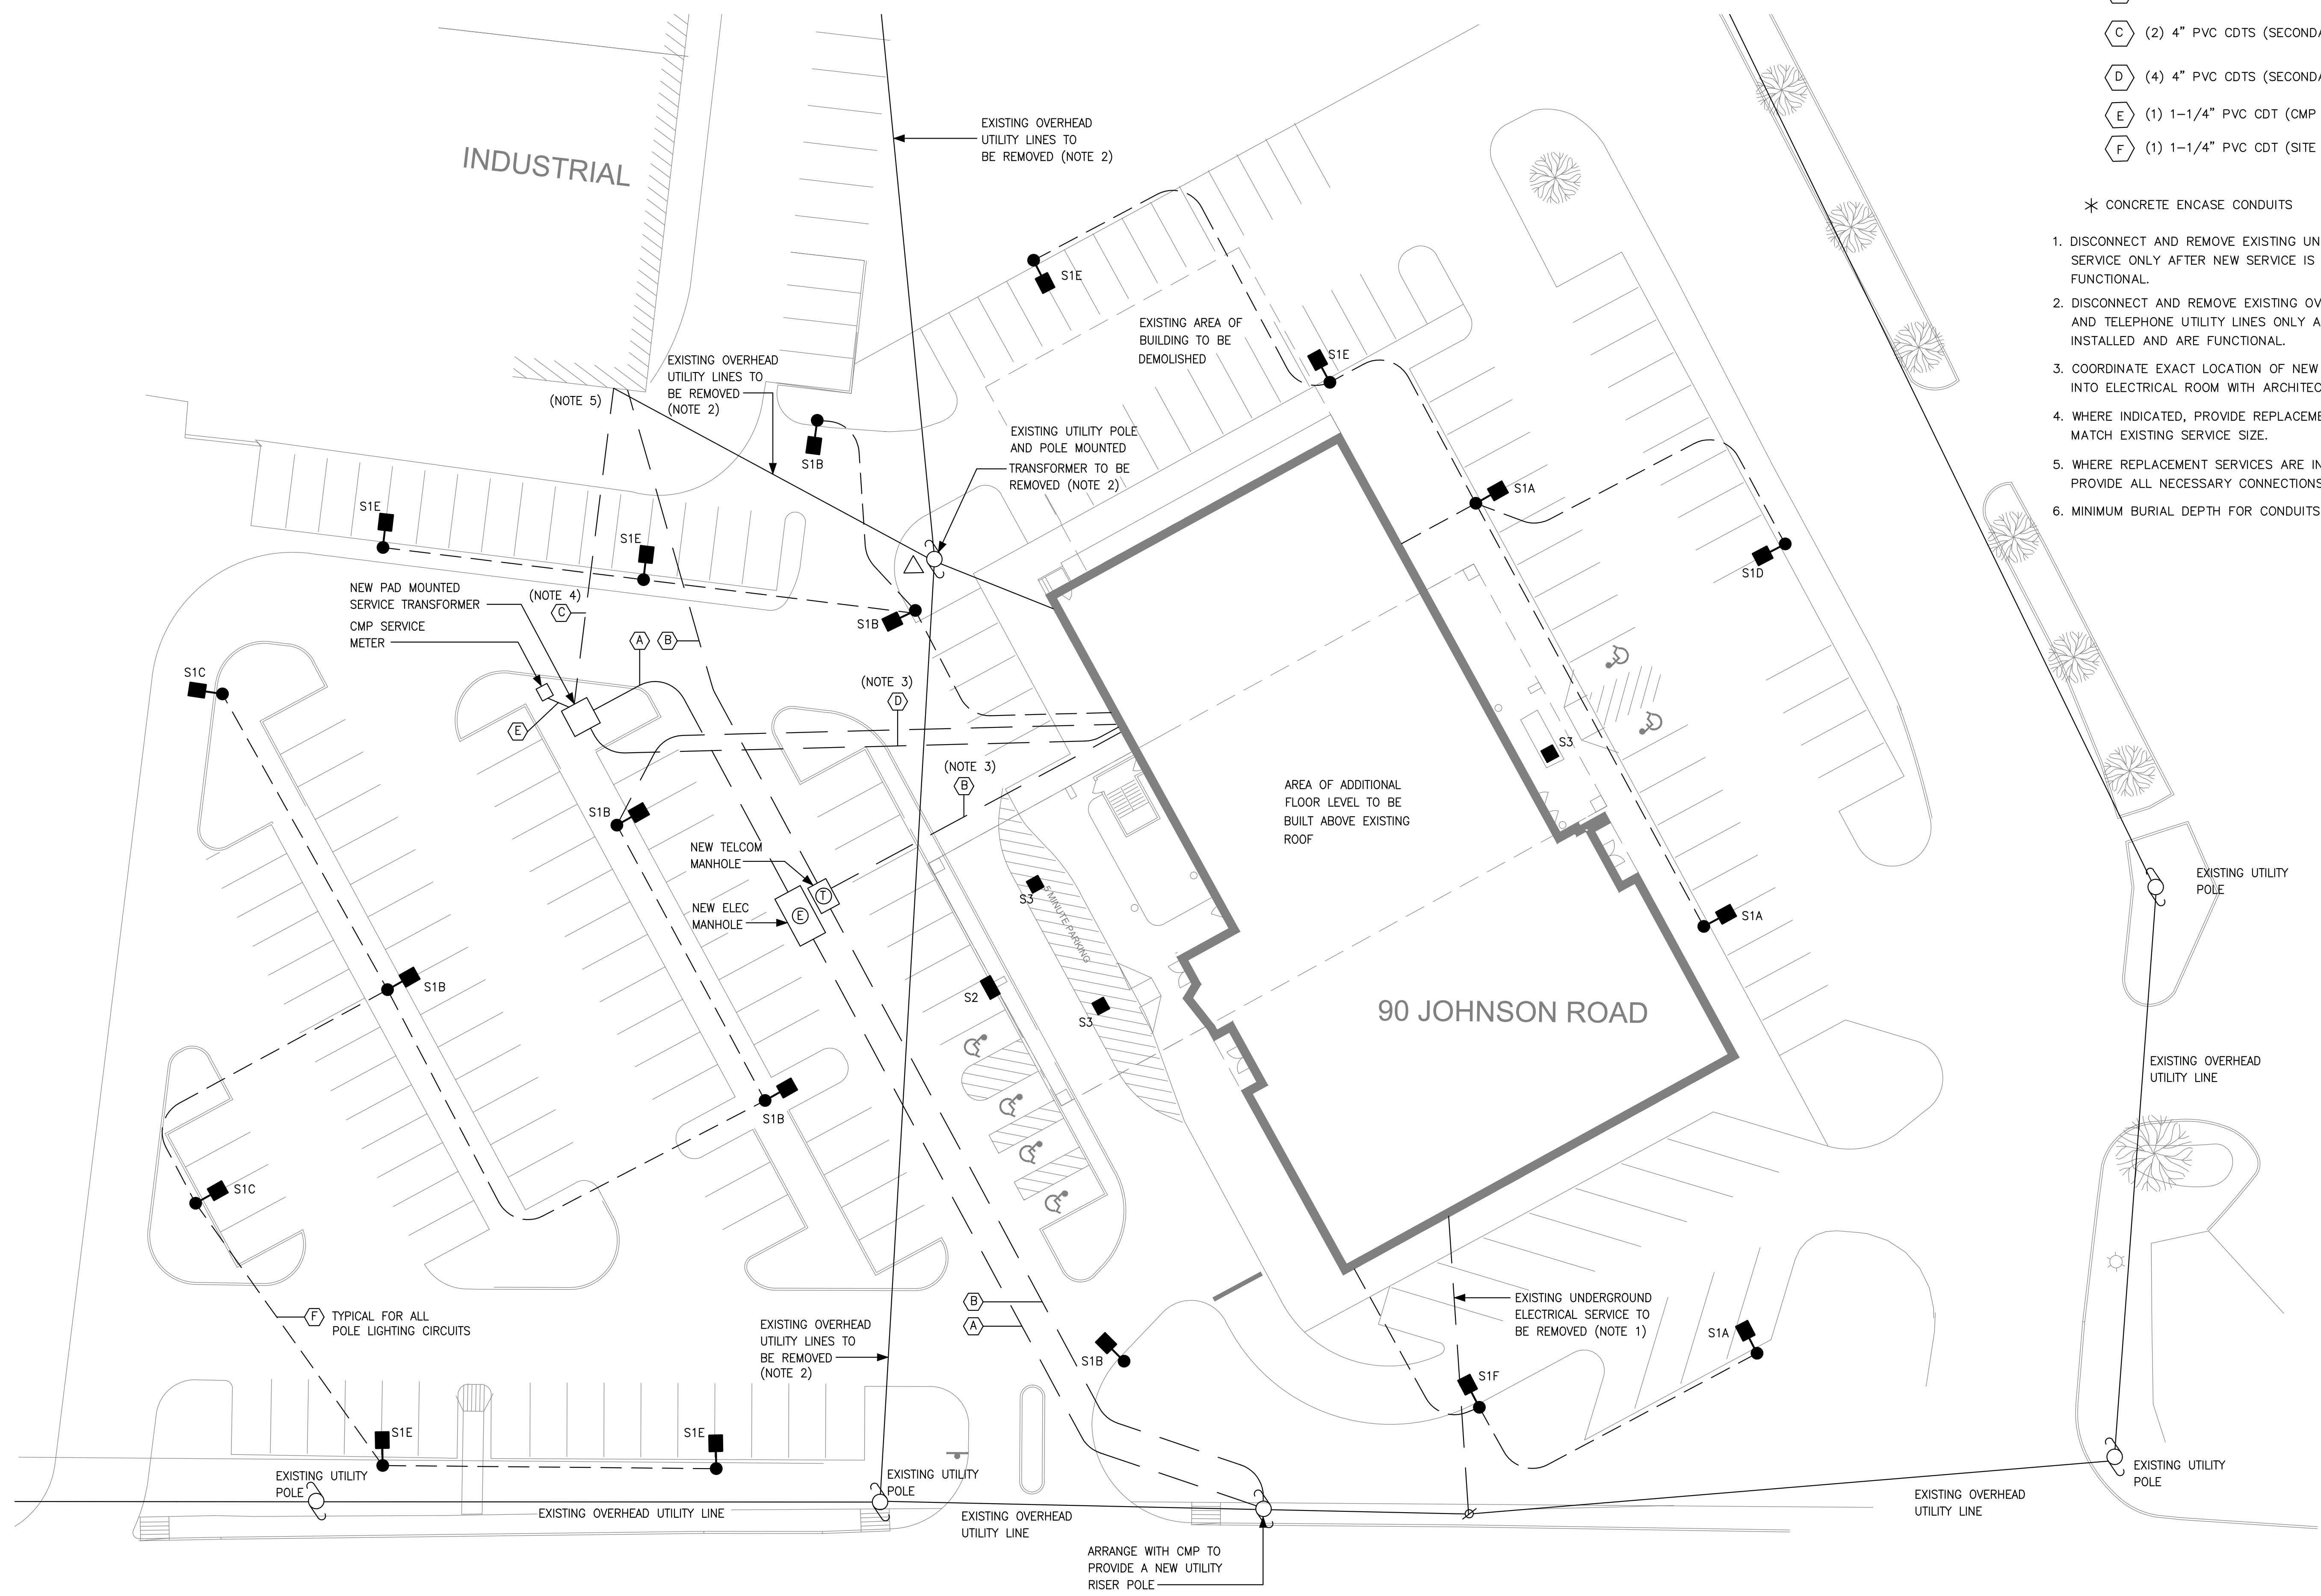 C (2) 4" PVC CDTS
D (4) 4" PVC CDTS
E (1) 1-1/4" PVC CDT (CMP
F (1) 1-1/4" PVC CDT (SITE
CONCRETE ENCASE CONDUITS
1. DISCONNECT AND REMOVE EXISTING
SERVICE ONLY AFTER NEW SERVICE IS
FUNCTIONAL.
2. DISCONNECT AND REMOVE EXISTING
AND TELEPHONE UTILITY LINES ONLY
INSTALLED AND ARE FUNCTIONAL.
3. COORDINATE EXACT LOCATION OF NEW
INTO ELECTRICAL ROOM WITH
4. WHERE INDICATED, PROVIDE
MATCH EXISTING SERVICE SIZE.
5. WHERE REPLACEMENT SERVICES ARE
PROVIDE ALL NECESSARY CONNECTIONS
6. MINIMUM BURIAL DEPTH FOR CONDUITS
INDUSTRIAL
EXISTING OVERHEAD
UTILITY LINES TO
BE REMOVED (NOTE 2)
S1E
EXISTING AREA OF
BUILDING TO BE
DEMOLISHED
S1E
EXISTING OVERHEAD
UTILITY LINES TO
BE REMOVED
(NOTE 2)
(NOTE 5)
S1B
EXISTING UTILITY POLE
AND POLE MOUNTED
TRANSFORMER TO BE
REMOVED (NOTE 2)
S1A
S1D
S1E
S1E
NEW PAD MOUNTED
SERVICE TRANSFORMER
CMP SERVICE
METER
(NOTE 4)
C
A
B
S1B
S1C
(NOTE 3)
D
E
(NOTE 3)
B
S3
S1B
NEW TELCOM
MANHOLE
T
NEW ELEC
MANHOLE
E
AREA OF ADDITIONAL
FLOOR LEVEL TO BE
BUILT ABOVE EXISTING
ROOF
S3
5 MINUTE PARKING
S1A
EXISTING UTILITY
POLE
S1B
S2
S3
90 JOHNSON ROAD
EXISTING OVERHEAD
UTILITY LINE
S1B
S1C
F TYPICAL FOR ALL
POLE LIGHTING CIRCUITS
B
A
EXISTING OVERHEAD
UTILITY LINES TO
BE REMOVED
(NOTE 2)
S1B
EXISTING UNDERGROUND
ELECTRICAL SERVICE TO
BE REMOVED (NOTE 1)
S1A
S1F
S1E
S1E
EXISTING UTILITY
POLE
EXISTING UTILITY
POLE
EXISTING OVERHEAD UTILITY LINE
EXISTING OVERHEAD
UTILITY LINE
EXISTING UTILITY
POLE
EXISTING OVERHEAD
UTILITY LINE
ARRANGE WITH CMP TO
PROVIDE A NEW UTILITY
RISER POLE